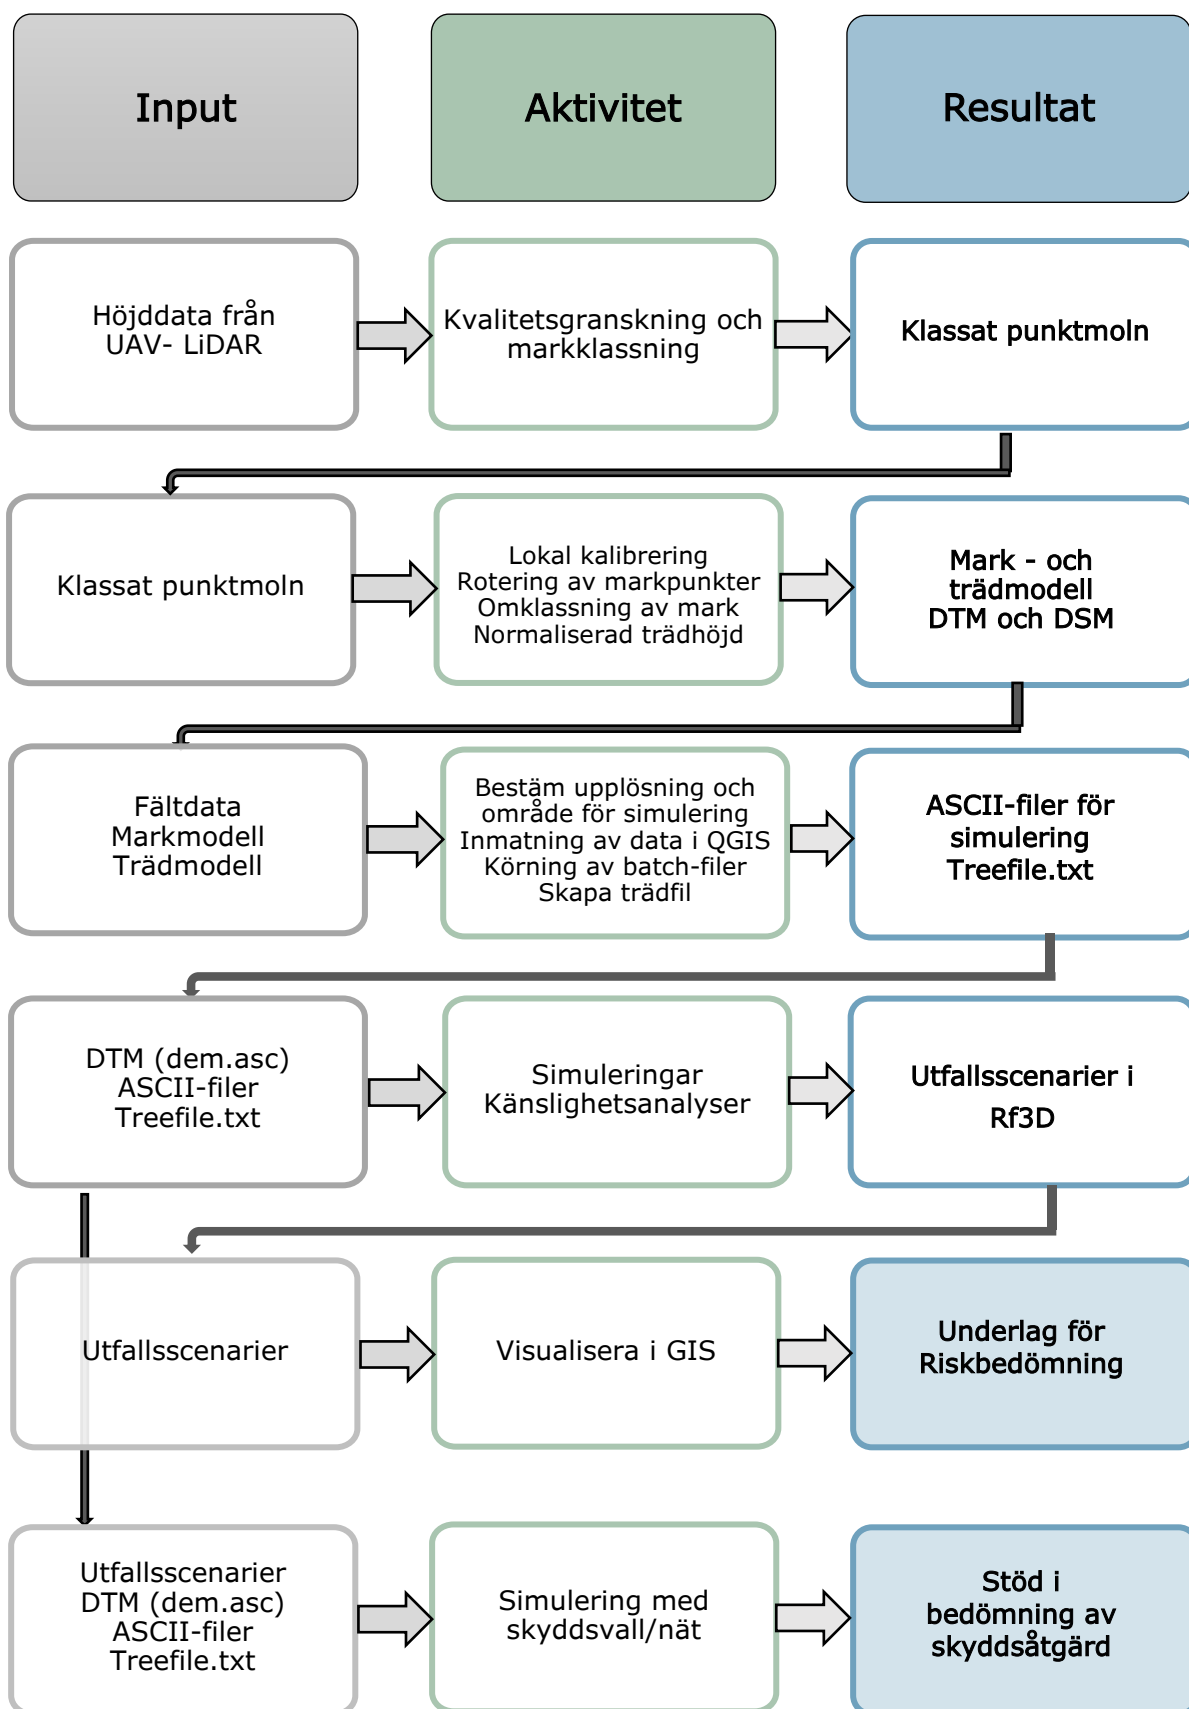 Input
Aktivitet
Resultat
Höjddata från
UAV- LiDAR
Kvalitetsgranskning och
markklassning
Klassat punktmoln
Klassat punktmoln
Lokal kalibrering
Rotering av markpunkter
Omklassning av mark
Normaliserad trädhöjd
Mark - och
trädmodell
DTM och DSM
Fältdata
Markmodell
Trädmodell
Bestäm upplösning och
område för simulering
Inmatning av data i QGIS
Körning av batch-filer
Skapa trädfil
ASCII-filer för
simulering
Treefile.txt
DTM (dem.asc)
ASCII-filer
Treefile.txt
Simuleringar
Känslighetsanalyser
Utfallsscenarier i
Rf3D
Utfallsscenarier
Visualisera i GIS
Underlag för
Riskbedömning
Utfallsscenarier
DTM (dem.asc)
ASCII-filer
Treefile.txt
Simulering med
skyddsvall/nät
Stöd i
bedömning av
skyddsåtgärd